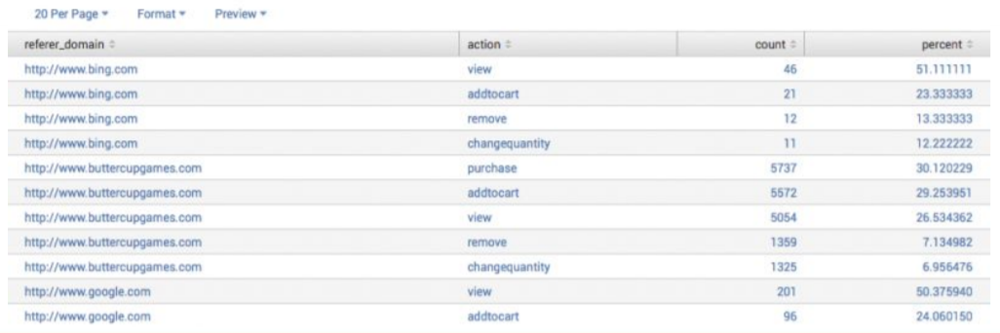 20 Per Page Format Preview
referer_domain action count percent
http://www.bing.com view 46 51.111111
http://www.bing.com addtocart 21 23.333333
http://www.bing.com remove 12 13.333333
http://www.bing.com changequantity 11 12.222222
http://www.buttercupgames.com purchase 5737 30.120229
http://www.buttercupgames.com addtocart 5572 29.253951
http://www.buttercupgames.com view 5054 26.534362
http://www.buttercupgames.com remove 1359 7.134982
http://www.buttercupgames.com changequantity 1325 6.956476
http://www.google.com view 201 50.375940
http://www.google.com addtocart 96 24.060150